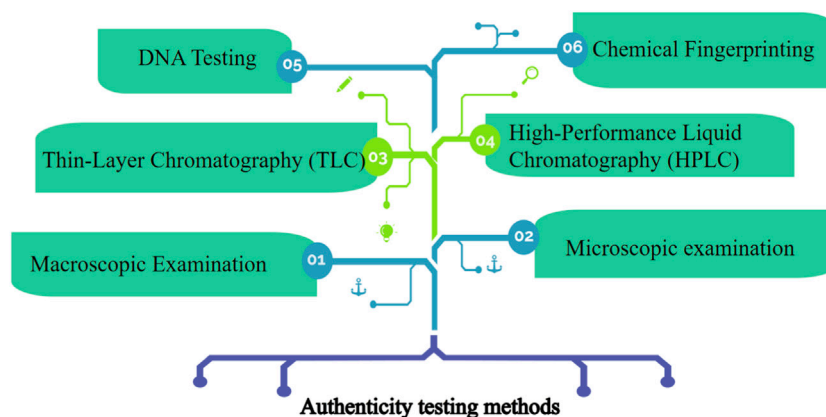 DNA Testing
05
06
Chemical Fingerprinting
Thin-Layer Chromatography (TLC)
03
04
High-Performance Liquid
Chromatography (HPLC)
Macroscopic Examination
01
02
Microscopic examination
Authenticity testing methods